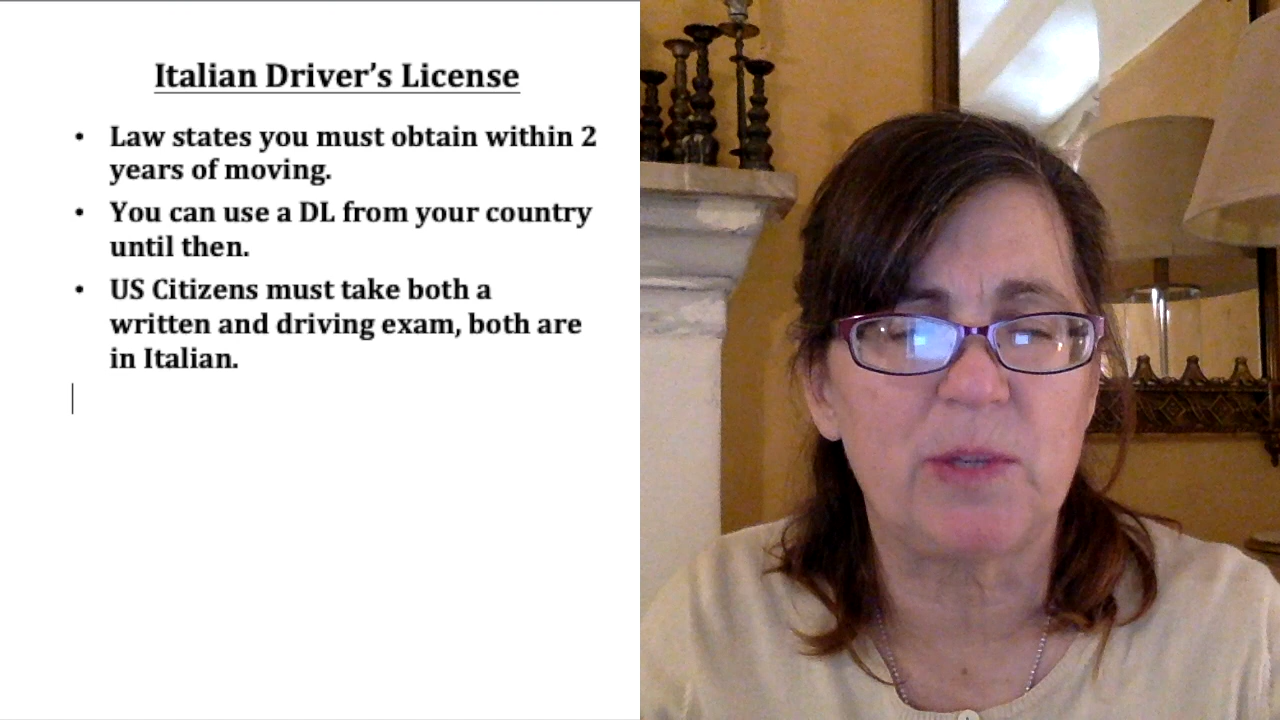 Italian Driver’s License
• Law states you must obtain within 2
years of moving.
• You can use a DL from your country
until then.
• US Citizens must take both a
written and driving exam, both are
in Italian.